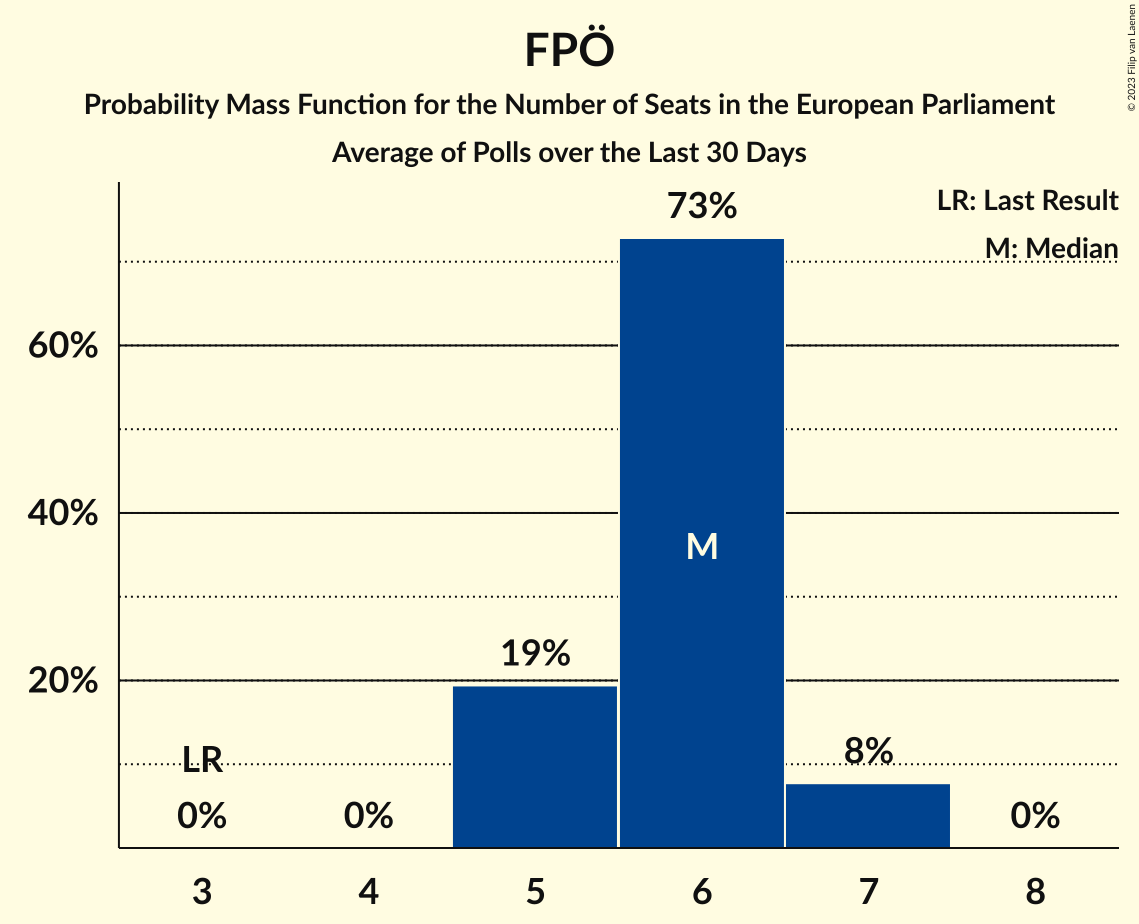 FPÖ
Probability Mass Function for the Number of Seats in the European Parliament
Average of Polls over the Last 30 Days
© 2023 Filip van Laenen
LR: Last Result
M: Median
73%
60%
40%
M
19%
20%
LR
8%
0%
0%
0%
3 4 5 6 7 8